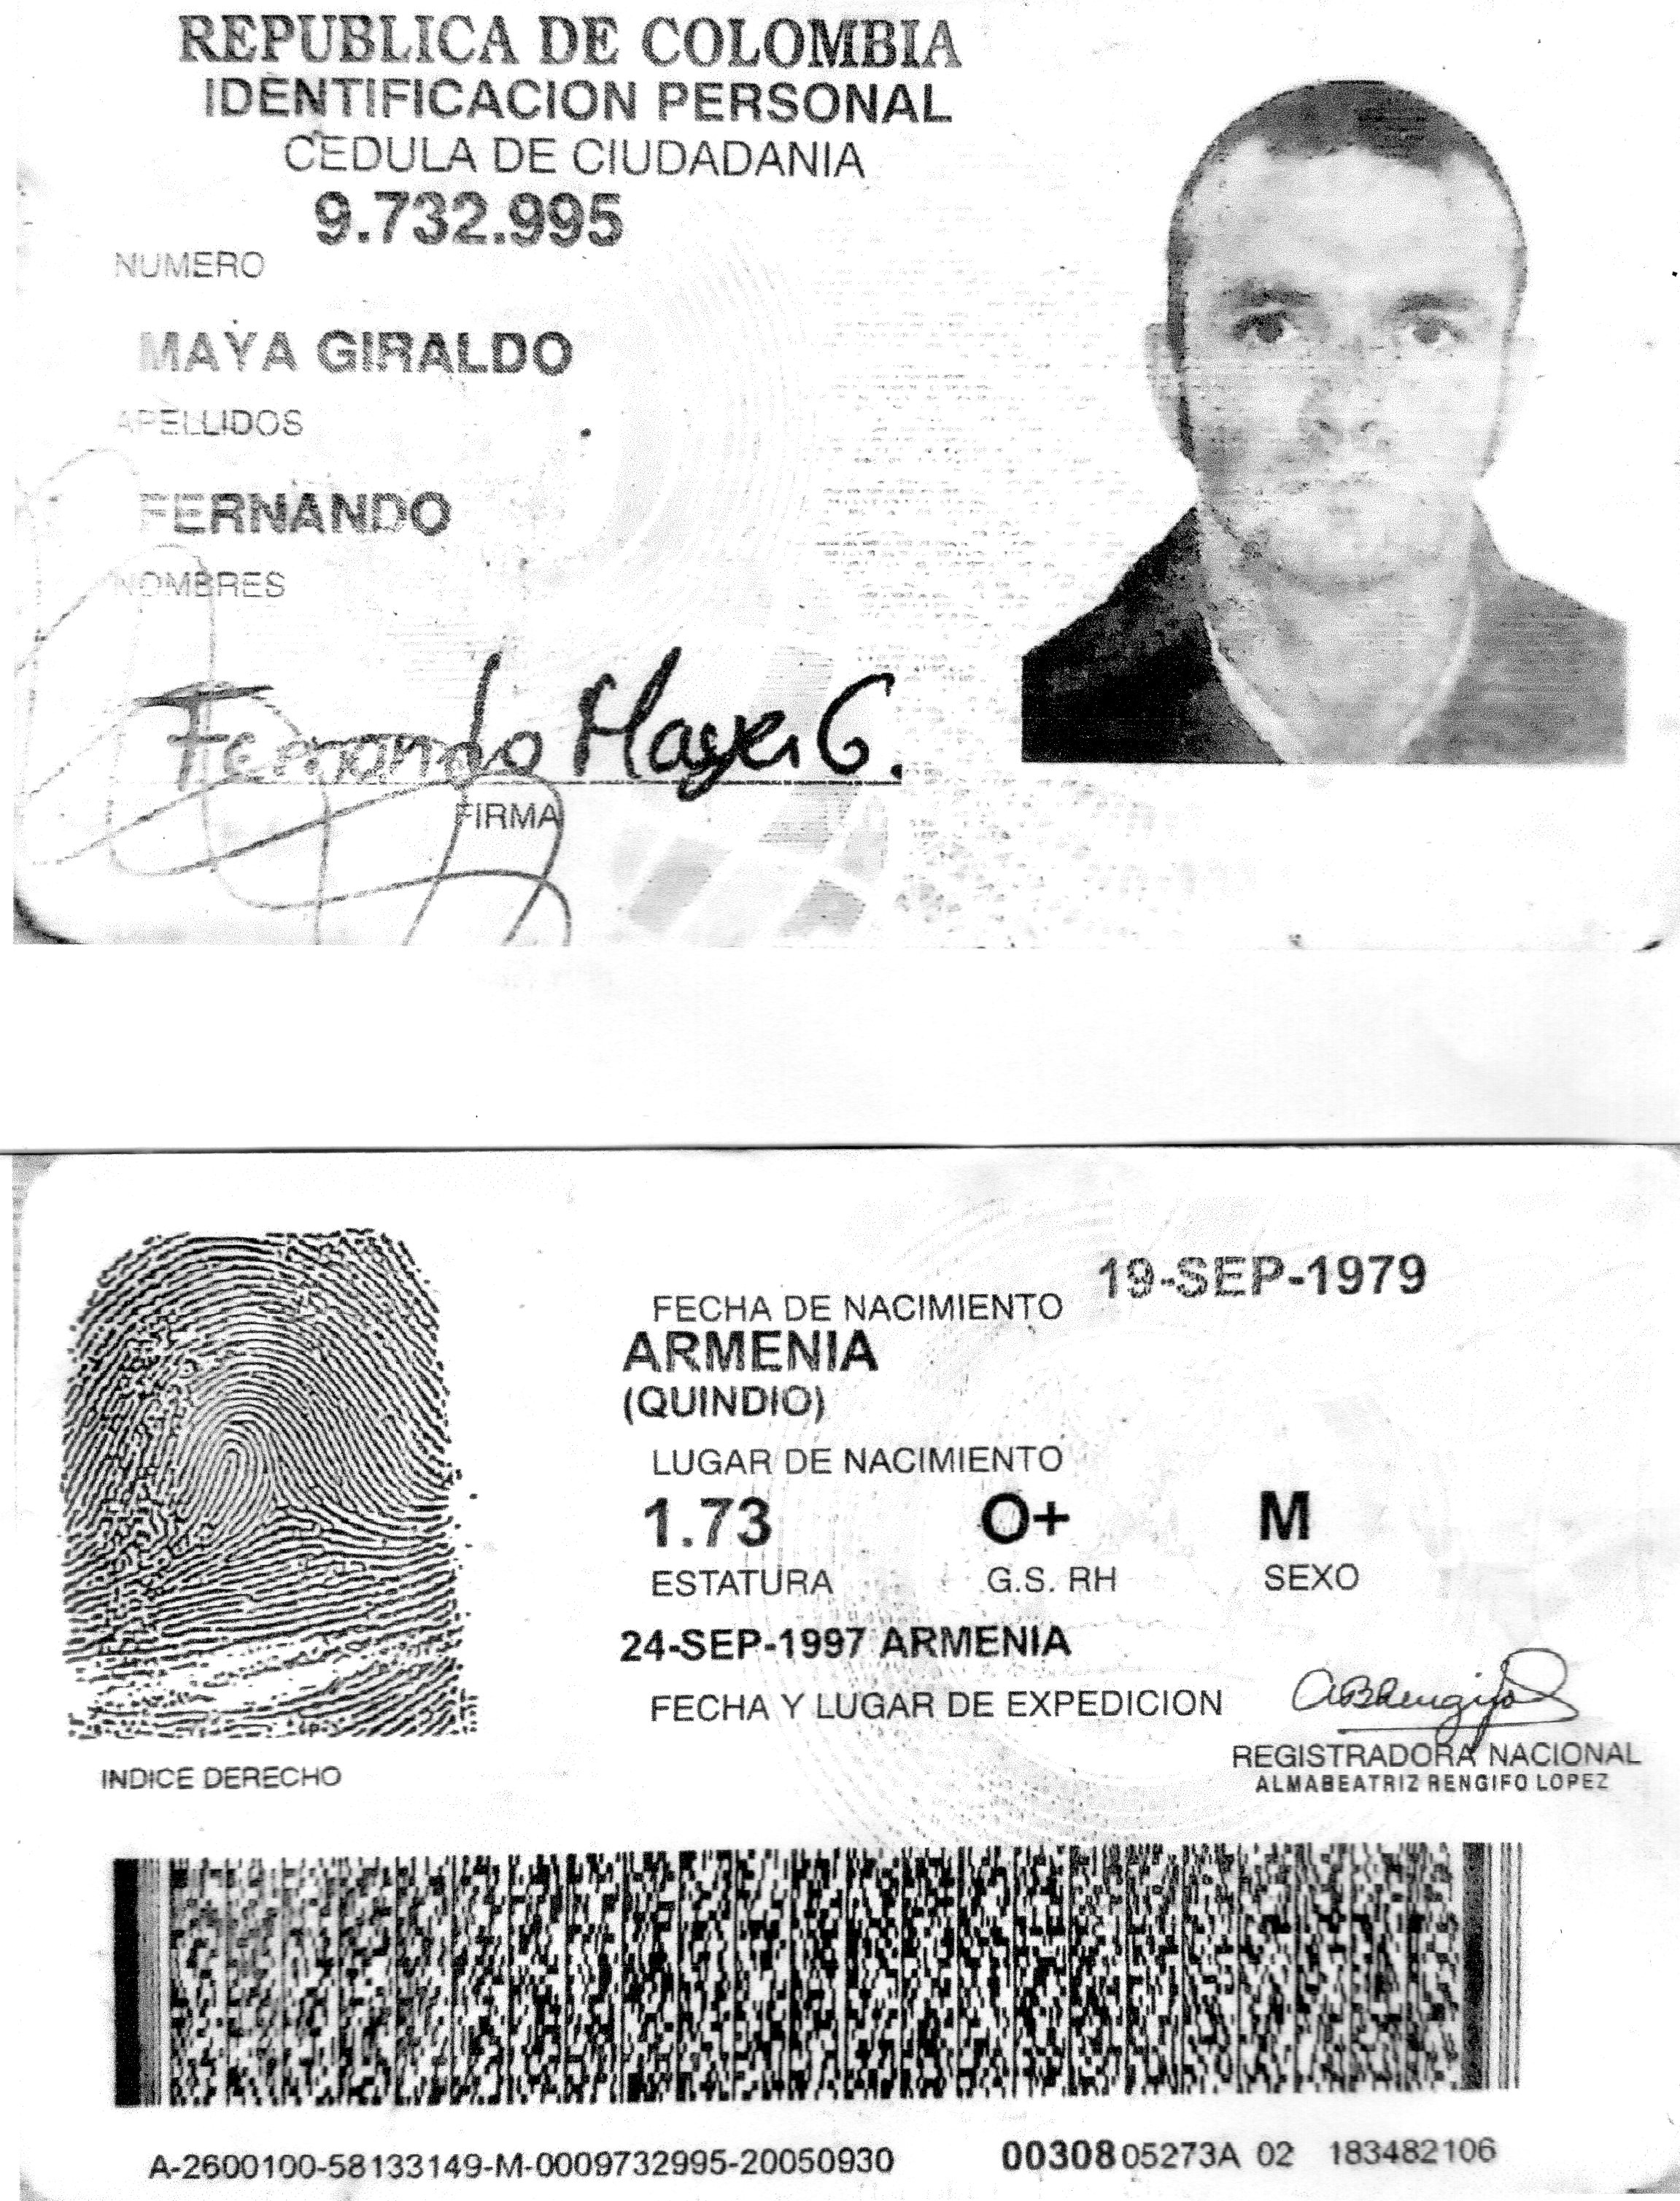 REPUBLICA DE COLOMBIA
IDENTIFICACION PERSONAL
CEDULA DE CIUDADANIA
9.732.995
NUMERO
MAYA GIRALDO
APELLIDOS
FERNANDO
NOMBRES
Fernando Maya G.
FIRMA
19-SEP-1979
FECHA DE NACIMIENTO
ARMENIA
(QUINDIO)
LUGAR DE NACIMIENTO
1.73 O+ M
ESTATURA G.S. RH SEXO
24-SEP-1997 ARMENIA
FECHA Y LUGAR DE EXPEDICION
REGISTRADORA NACIONAL
ALMABEATRIZ RENGIFO LOPEZ
INDICE DERECHO
A-2600100-58133149-M-0009732995-20050930 0030805273A 02 183482106